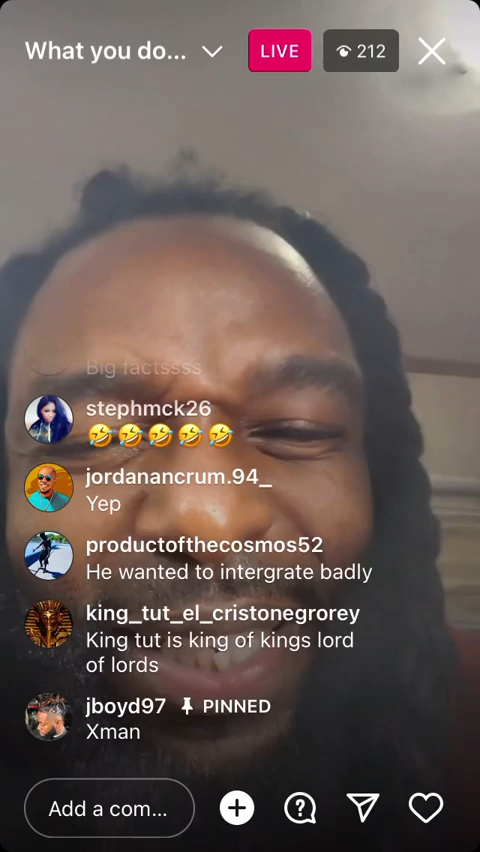 What you do...
LIVE
212
Big factssss
stephmck26
🤣🤣🤣🤣🤣
jordanancrum.94_
Yep
productofthecosmos52
He wanted to intergrate badly
king_tut_el_cristonegrorey
King tut is king of kings lord
of lords
jboyd97 PINNED
Xman
Add a com...